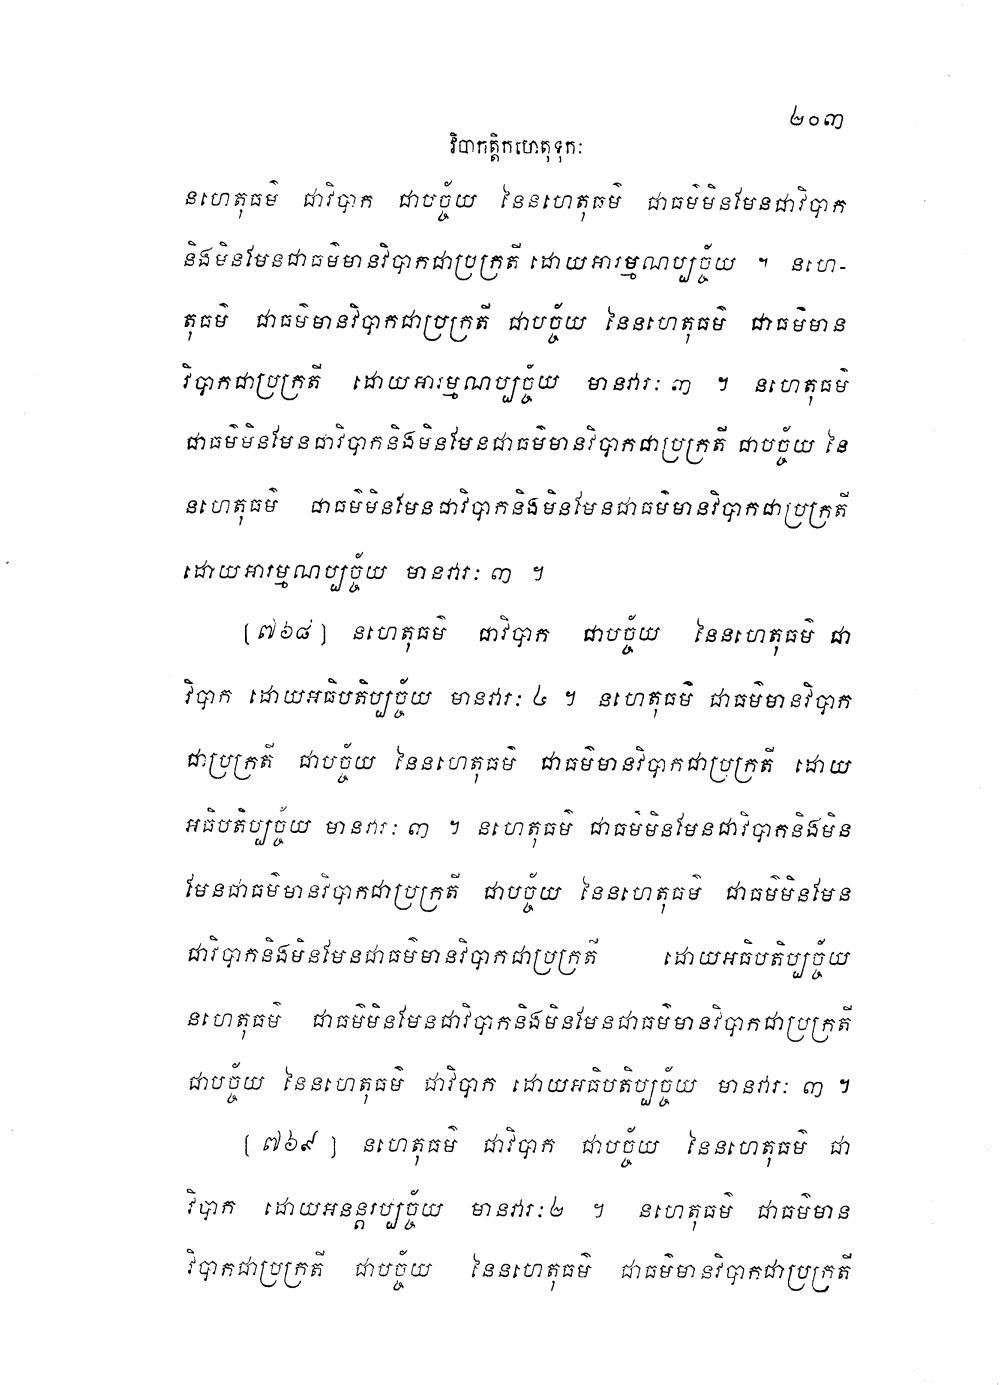 ២០៣
វិបាកត្តិកហេតុទុកៈ
នហេតុធម៌ ជាវិបាក ជាបច្ច័យ នៃនហេតុធម៌ ជាធម៌មិនមែនជាវិបាក
និងមិនមែនជាធម៌មានវិបាកជាប្រក្រតី ដោយអារម្មណប្បច្ច័យ ។ នហេ-
តុធម៌ ជាធម៌មានវិបាកជាប្រក្រតី ជាបច្ច័យ នៃនហេតុធម៌ ជាធម៌មាន
វិបាកជាប្រក្រតី ដោយអារម្មណប្បច្ច័យ មានវារៈ ៣ ។ នហេតុធម៌
ជាធម៌មិនមែនជាវិបាកនិងមិនមែនជាធម៌មានវិបាកជាប្រក្រតី ជាបច្ច័យ នៃ
នហេតុធម៌ ជាធម៌មិនមែនជាវិបាកនិងមិនមែនជាធម៌មានវិបាកជាប្រក្រតី
ដោយអារម្មណប្បច្ច័យ មានវារៈ ៣ ។
[៧៦៨] នហេតុធម៌ ជាវិបាក ជាបច្ច័យ នៃនហេតុធម៌ ជា
វិបាក ដោយអធិបតិប្បច្ច័យ មានវារៈ ៤ ។ នហេតុធម៌ ជាធម៌មានវិបាក
ជាប្រក្រតី ជាបច្ច័យ នៃនហេតុធម៌ ជាធម៌មានវិបាកជាប្រក្រតី ដោយ
អធិបតិប្បច្ច័យ មានវារៈ ៣ ។ នហេតុធម៌ ជាធម៌មិនមែនជាវិបាកនិងមិន
មែនជាធម៌មានវិបាកជាប្រក្រតី ជាបច្ច័យ នៃនហេតុធម៌ ជាធម៌មិនមែន
ជាវិបាកនិងមិនមែនជាធម៌មានវិបាកជាប្រក្រតី ដោយអធិបតិប្បច្ច័យ
នហេតុធម៌ ជាធម៌មិនមែនជាវិបាកនិងមិនមែនជាធម៌មានវិបាកជាប្រក្រតី
ជាបច្ច័យ នៃនហេតុធម៌ ជាវិបាក ដោយអធិបតិប្បច្ច័យ មានវារៈ ៣ ។
[៧៦៩] នហេតុធម៌ ជាវិបាក ជាបច្ច័យ នៃនហេតុធម៌ ជា
វិបាក ដោយអនន្តរប្បច្ច័យ មានវារៈ២ ។ នហេតុធម៌ ជាធម៌មាន
វិបាកជាប្រក្រតី ជាបច្ច័យ នៃនហេតុធម៌ ជាធម៌មានវិបាកជាប្រក្រតី